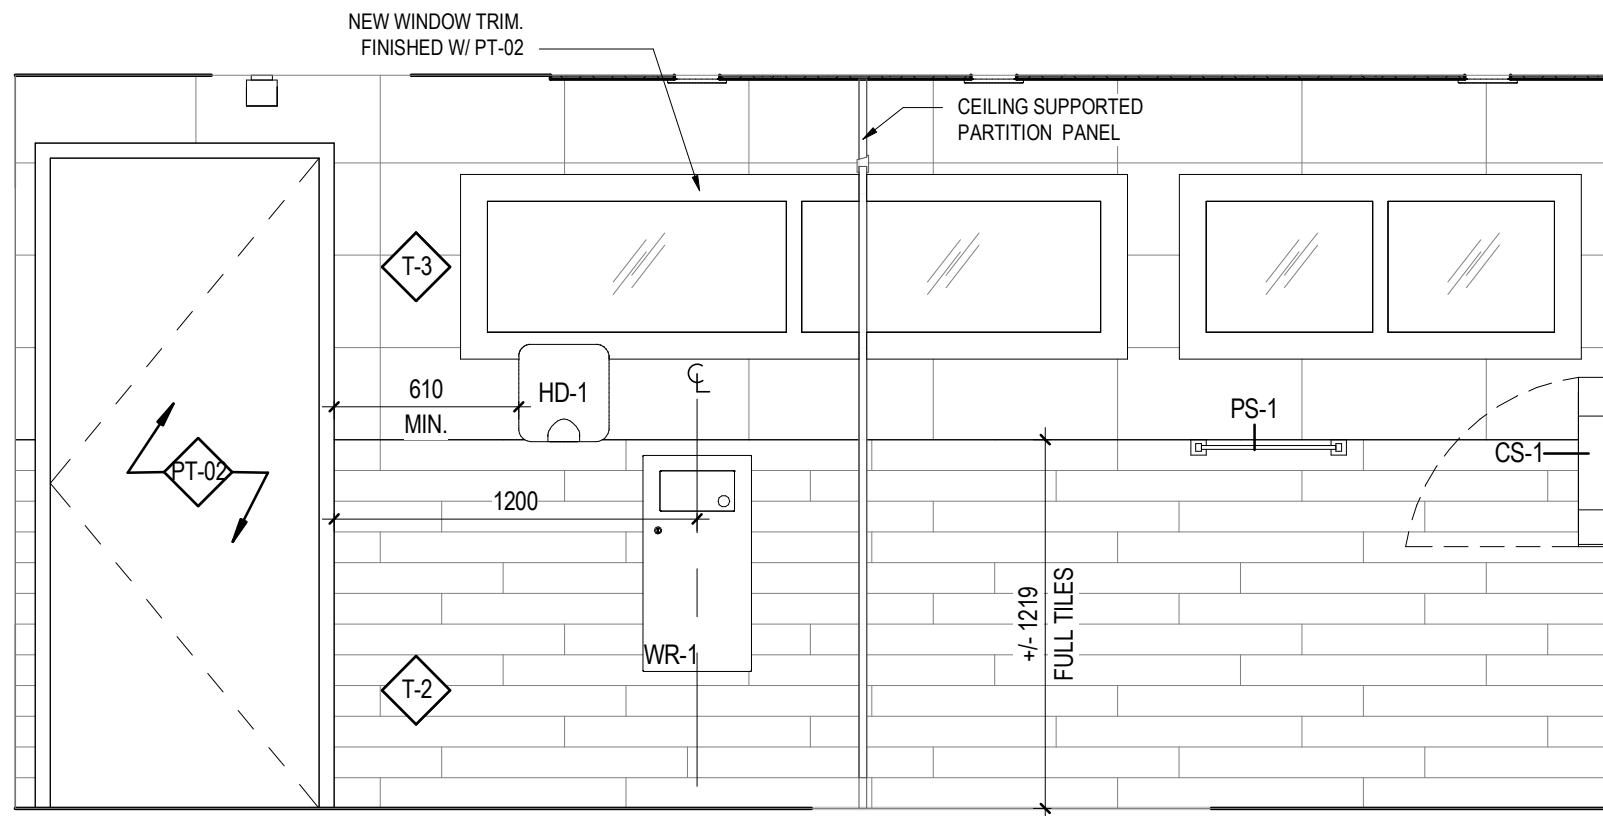 NEW WINDOW TRIM.
FINISHED W/ PT-02
CEILING SUPPORTED
PARTITION PANEL
T-3
610
MIN.
HD-1
℄
PS-1
CS-1
PT-02
1200
+/- 1219
FULL TILES
WR-1
T-2